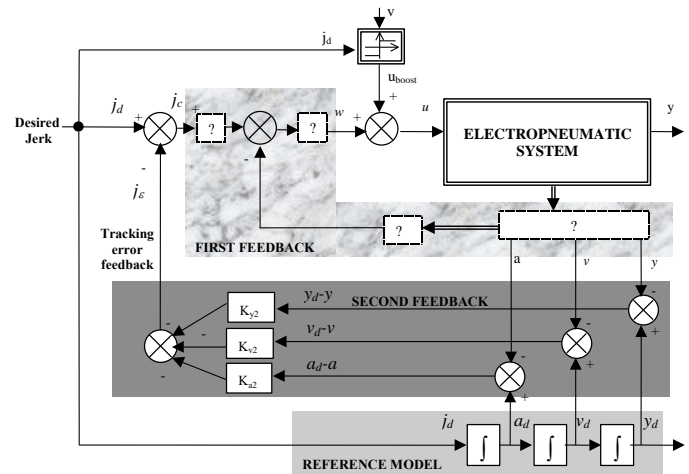 v
j_d
u_boost
j_d
j_c
+
+
?
?
w
+
+
u
ELECTROPNEUMATIC
SYSTEM
y
Desired
Jerk
-
-
j_ε
Tracking
error
feedback
FIRST FEEDBACK
?
?
a
v
y
y_d-y
SECOND FEEDBACK
-
K_y2
-
v_d-v
-
+
-
K_v2
a_d-a
-
+
-
K_a2
+
j_d
∫
a_d
∫
v_d
∫
y_d
REFERENCE MODEL